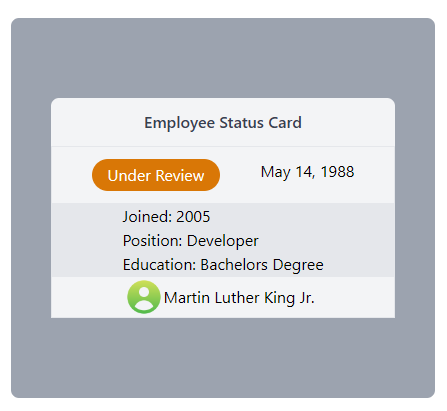 Employee Status Card
Under Review
May 14, 1988
Joined: 2005
Position: Developer
Education: Bachelors Degree
Martin Luther King Jr.